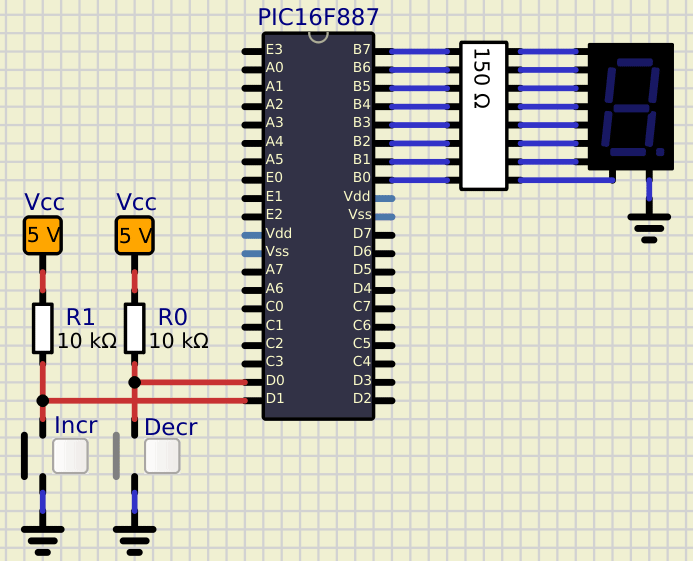 PIC16F887
E3 B7
A0 B6
A1 B5
A2 B4
A3 B3
A4 B2
A5 B1
E0 B0
E1 Vdd
E2 Vss
Vdd D7
Vss D6
A7 D5
A6 D4
C0 C7
C1 C6
C2 C5
C3 C4
D0 D3
D1 D2
150 Ω
Vcc Vcc
5 V 5 V
R1 R0
10 kΩ 10 kΩ
Incr Decr